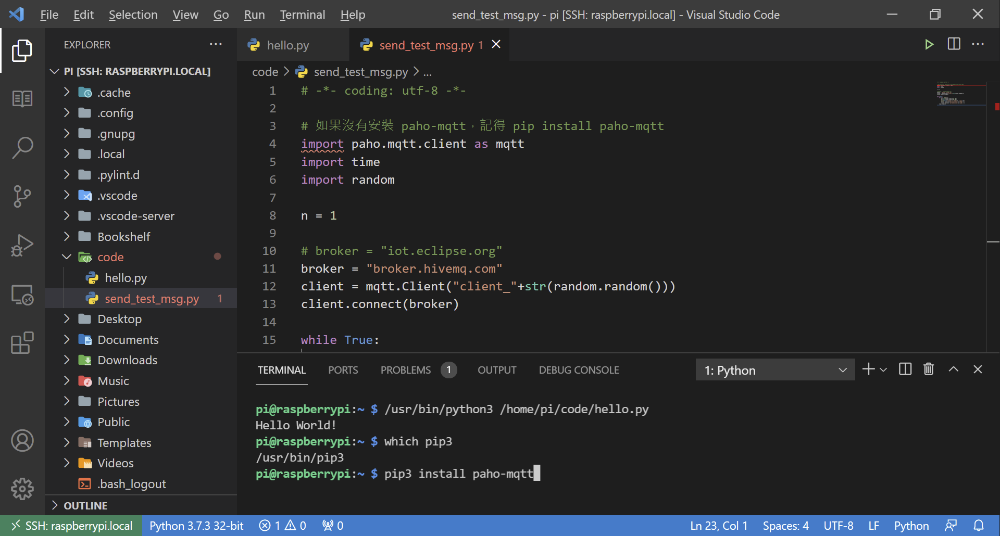 File Edit Selection View Go Run Terminal Help send_test_msg.py - pi [SSH: raspberrypi.local] - Visual Studio Code
EXPLORER
PI [SSH: RASPBERRYPI.LOCAL]
.cache
.config
.gnupg
.local
.pylint.d
.vscode
.vscode-server
Bookshelf
code
hello.py
send_test_msg.py 1
Desktop
Documents
Downloads
Music
Pictures
Public
Templates
Videos
.bash_logout
OUTLINE
hello.py send_test_msg.py 1
code > send_test_msg.py > ...
1 # -*- coding: utf-8 -*-
2
3 # 如果沒有安裝 paho-mqtt，記得 pip install paho-mqtt
4 import paho.mqtt.client as mqtt
5 import time
6 import random
7
8 n = 1
9
10 # broker = "iot.eclipse.org"
11 broker = "broker.hivemq.com"
12 client = mqtt.Client("client_"+str(random.random()))
13 client.connect(broker)
14
15 while True:
TERMINAL PORTS PROBLEMS 1 OUTPUT DEBUG CONSOLE 1: Python
pi@raspberrypi:~ $ /usr/bin/python3 /home/pi/code/hello.py
Hello World!
pi@raspberrypi:~ $ which pip3
/usr/bin/pip3
pi@raspberrypi:~ $ pip3 install paho-mqtt
SSH: raspberrypi.local Python 3.7.3 32-bit 1 0 0 Ln 23, Col 1 Spaces: 4 UTF-8 LF Python